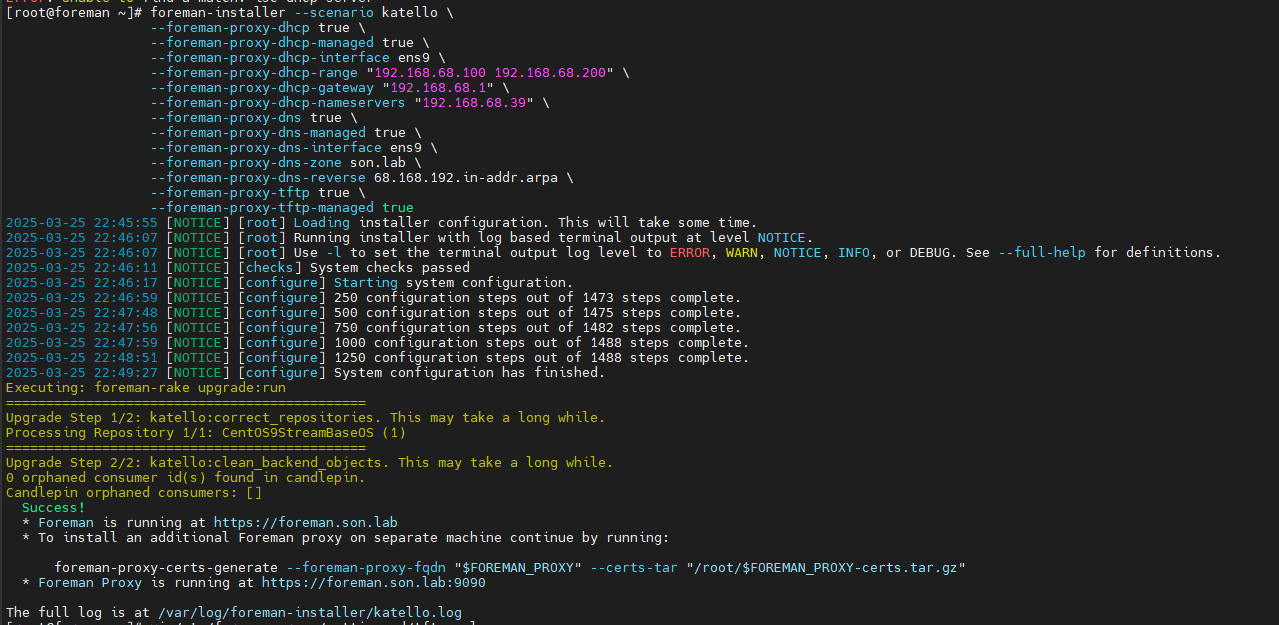 [root@foreman ~]# foreman-installer --scenario katello \
--foreman-proxy-dhcp true \
--foreman-proxy-dhcp-managed true \
--foreman-proxy-dhcp-interface ens9 \
--foreman-proxy-dhcp-range "192.168.68.100 192.168.68.200" \
--foreman-proxy-dhcp-gateway "192.168.68.1" \
--foreman-proxy-dhcp-nameservers "192.168.68.39" \
--foreman-proxy-dns true \
--foreman-proxy-dns-managed true \
--foreman-proxy-dns-interface ens9 \
--foreman-proxy-dns-zone son.lab \
--foreman-proxy-dns-reverse 68.168.192.in-addr.arpa \
--foreman-proxy-tftp true \
--foreman-proxy-tftp-managed true
2025-03-25 22:45:55 [NOTICE] [root] Loading installer configuration. This will take some time.
2025-03-25 22:46:07 [NOTICE] [root] Running installer with log based terminal output at level NOTICE.
2025-03-25 22:46:07 [NOTICE] [root] Use -l to set the terminal output log level to ERROR, WARN, NOTICE, INFO, or DEBUG. See --full-help for definitions.
2025-03-25 22:46:11 [NOTICE] [checks] System checks passed
2025-03-25 22:46:17 [NOTICE] [configure] Starting system configuration.
2025-03-25 22:46:59 [NOTICE] [configure] 250 configuration steps out of 1473 steps complete.
2025-03-25 22:47:48 [NOTICE] [configure] 500 configuration steps out of 1475 steps complete.
2025-03-25 22:47:56 [NOTICE] [configure] 750 configuration steps out of 1482 steps complete.
2025-03-25 22:47:59 [NOTICE] [configure] 1000 configuration steps out of 1488 steps complete.
2025-03-25 22:48:51 [NOTICE] [configure] 1250 configuration steps out of 1488 steps complete.
2025-03-25 22:49:27 [NOTICE] [configure] System configuration has finished.
Executing: foreman-rake upgrade:run
=============================================
Upgrade Step 1/2: katello:correct_repositories. This may take a long while.
Processing Repository 1/1: CentOS9StreamBaseOS (1)
=============================================
Upgrade Step 2/2: katello:clean_backend_objects. This may take a long while.
0 orphaned consumer id(s) found in candlepin.
Candlepin orphaned consumers: []
Success!
* Foreman is running at https://foreman.son.lab
* To install an additional Foreman proxy on separate machine continue by running:
foreman-proxy-certs-generate --foreman-proxy-fqdn "$FOREMAN_PROXY" --certs-tar "/root/$FOREMAN_PROXY-certs.tar.gz"
* Foreman Proxy is running at https://foreman.son.lab:9090
The full log is at /var/log/foreman-installer/katello.log